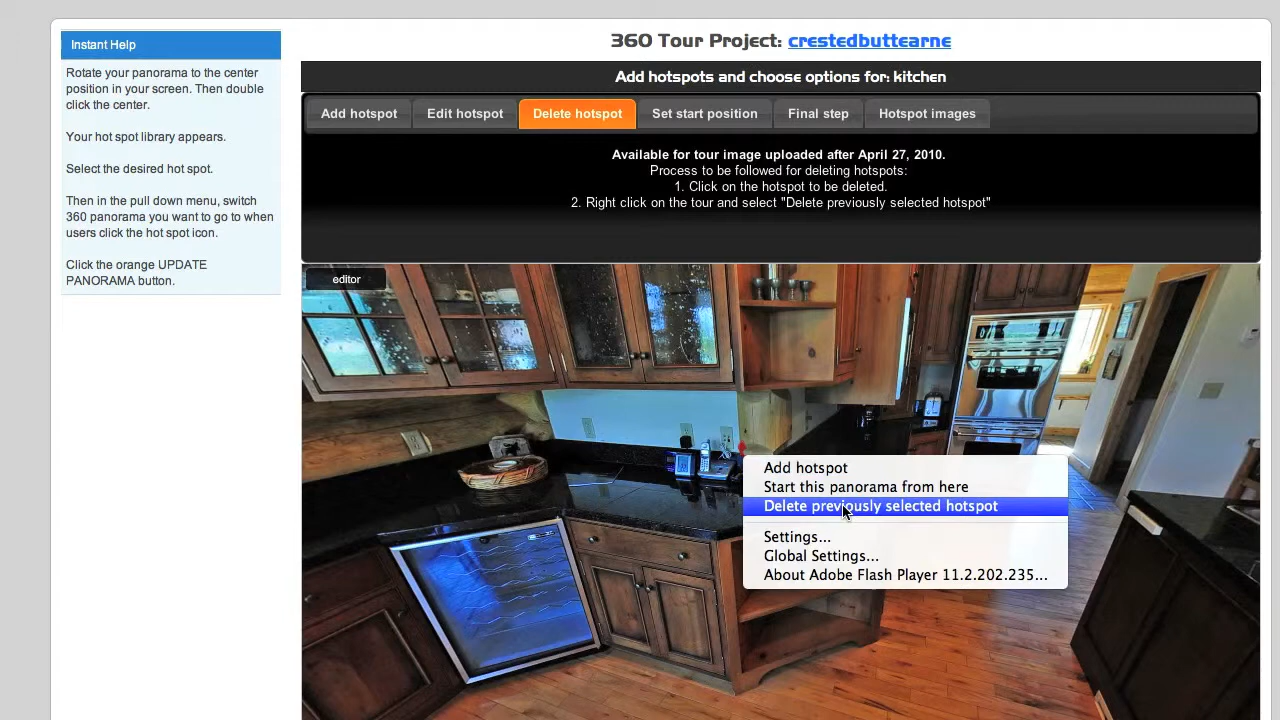 Instant Help
Rotate your panorama to the center
position in your screen. Then double
click the center.
Your hot spot library appears.
Select the desired hot spot.
Then in the pull down menu, switch
360 panorama you want to go to when
users click the hot spot icon.
Click the orange UPDATE
PANORAMA button.
360 Tour Project: crestedbuttearne
Add hotspots and choose options for: kitchen
Add hotspot
Edit hotspot
Delete hotspot
Set start position
Final step
Hotspot images
Available for tour image uploaded after April 27, 2010.
Process to be followed for deleting hotspots:
1. Click on the hotspot to be deleted.
2. Right click on the tour and select "Delete previously selected hotspot"
editor
Add hotspot
Start this panorama from here
Delete previously selected hotspot
Settings...
Global Settings...
About Adobe Flash Player 11.2.202.235...